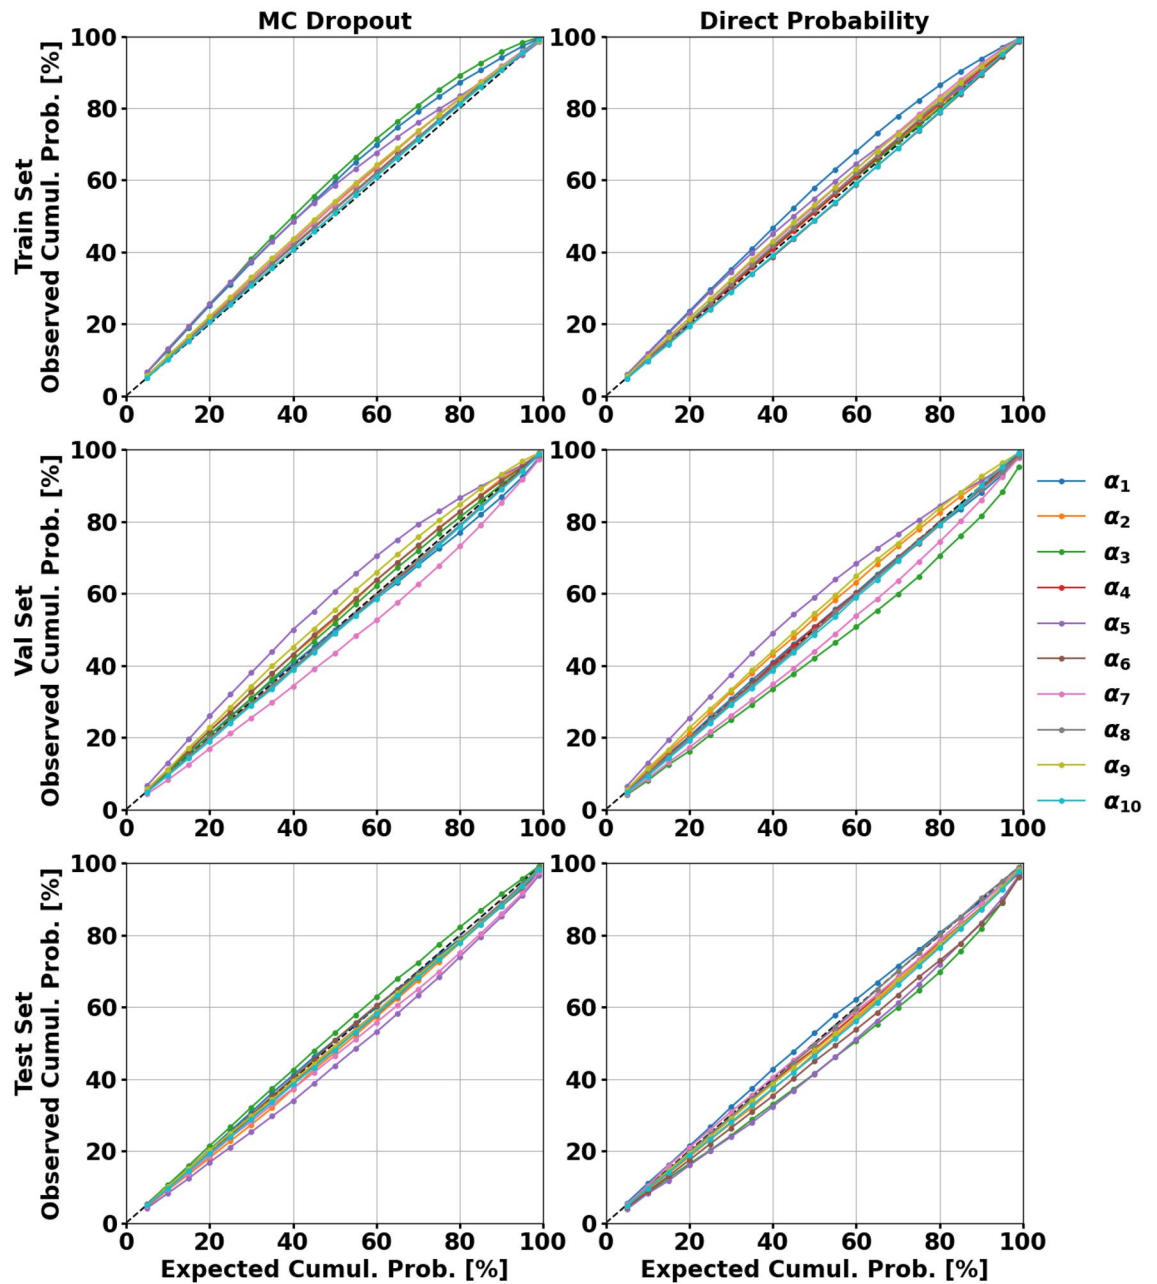 MC Dropout
Direct Probability
Train Set
Observed Cumul. Prob. [%]
100
80
60
40
20
0
0 20 40 60 80 100
100
80
60
40
20
0
0 20 40 60 80 100
Val Set
Observed Cumul. Prob. [%]
100
80
60
40
20
0
0 20 40 60 80 100
100
80
60
40
20
0
0 20 40 60 80 100
α₁
α₂
α₃
α₄
α₅
α₆
α₇
α₈
α₉
α₁₀
Test Set
Observed Cumul. Prob. [%]
100
80
60
40
20
0
0 20 40 60 80 100
Expected Cumul. Prob. [%]
100
80
60
40
20
0
0 20 40 60 80 100
Expected Cumul. Prob. [%]